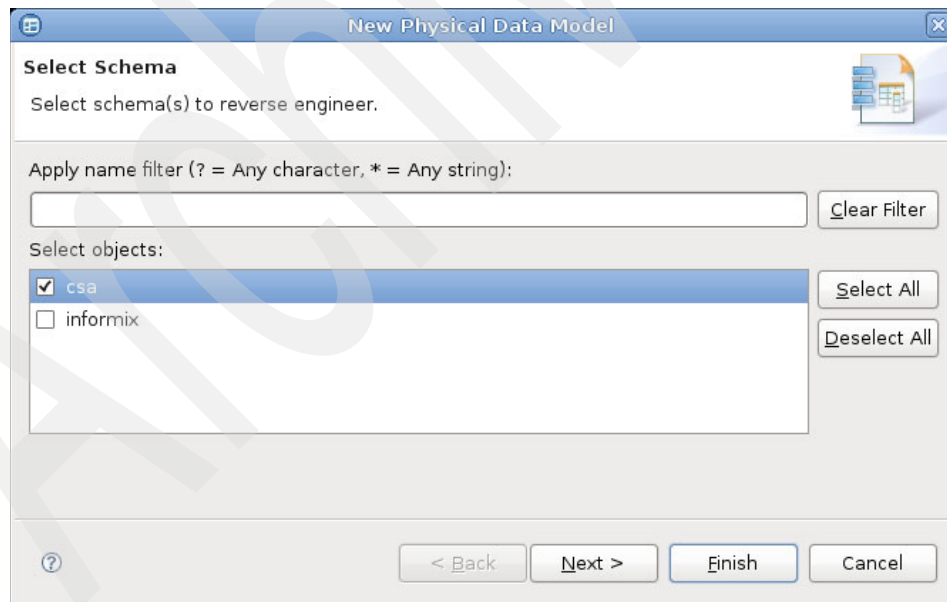 New Physical Data Model
Select Schema
Select schema(s) to reverse engineer.
Apply name filter (? = Any character, * = Any string):
Clear Filter
Select objects:
csa
informix
Select All
Deselect All
< Back
Next >
Finish
Cancel